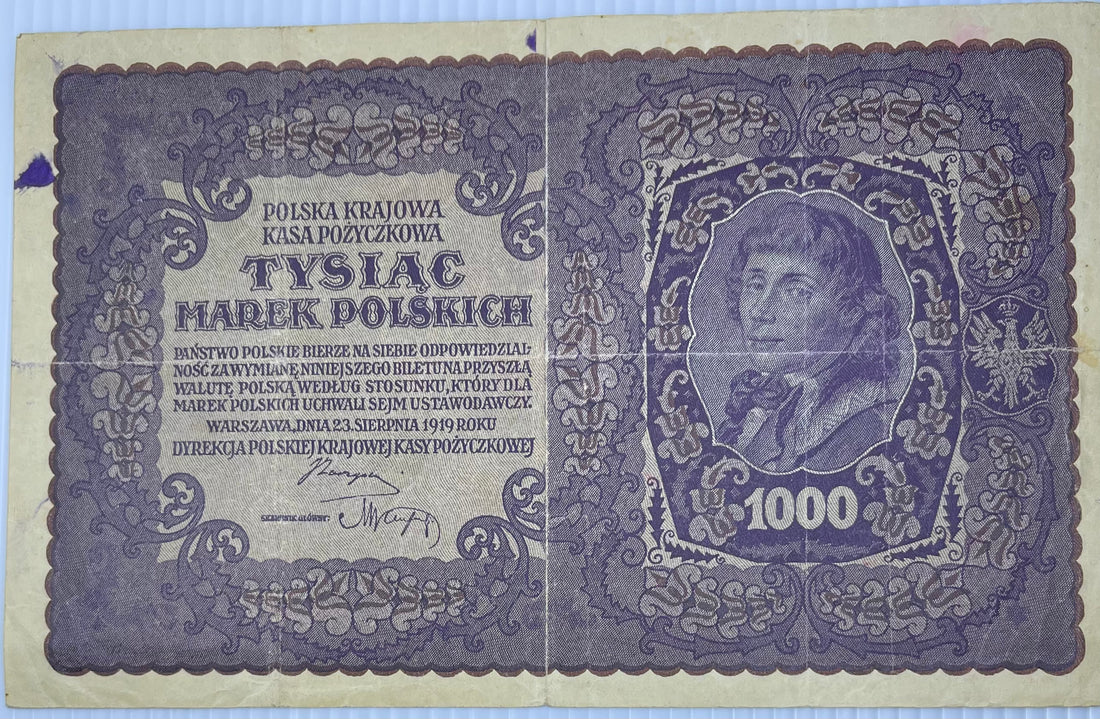 POLSKA KRAJOWA
KASA POŻYCZKOWA
TYSIĄC
MAREK POLSKICH
PAŃSTWO POLSKIE BIERZE NA SIEBIE ODPOWIEDZIAL-
NOŚĆ ZA WYMIANĘ NINIEJSZEGO BILETU NA PRZYSZŁĄ
WALUTĘ POLSKĄ WEDŁUG STOSUNKU, KTÓRY DLA
MAREK POLSKICH UCHWALI SEJM USTAWODAWCZY.
WARSZAWA, DNIA 23. SIERPNIA 1919 ROKU
DYREKCJA POLSKIEJ KRAJOWEJ KASY POŻYCZKOWEJ
SKARBNIK GŁÓWNY:
1000